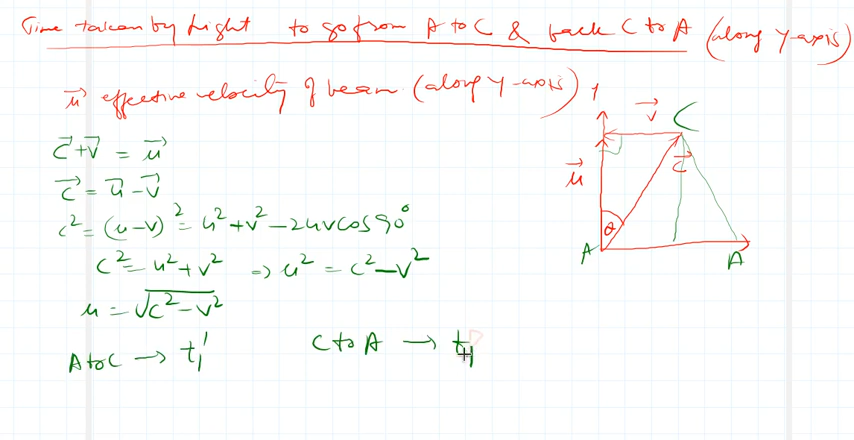 Time taken by Light to go from A to C & back C to A (along Y-axis)
u⃗ effective velocity of beam (along Y-axis)
c⃗+v⃗ = u⃗
c⃗ = u⃗ - v⃗
c² = (u-v)² = u² + v² - 2uv cos 90°
c² = u² + v² ⇒ u² = c² - v²
u = √(c² - v²)
A to C → t₁'
C to A → t₁
v⃗
C
u⃗
c⃗
θ
A
A